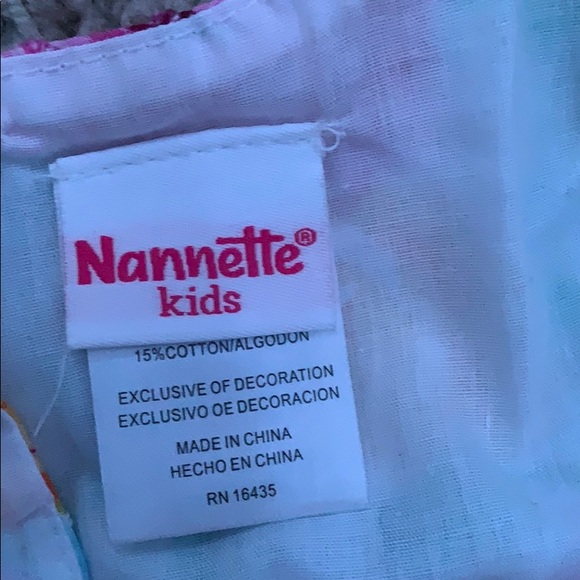 Nannette®
kids
15%COTTON/ALGODON
EXCLUSIVE OF DECORATION
EXCLUSIVO OE DECORACION
MADE IN CHINA
HECHO EN CHINA
RN 16435